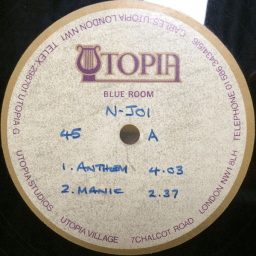 UTOPIA
BLUE ROOM
N-JOI
45 A
1. ANTHEM 4.03
2. MANIC 2.37
UTOPIA STUDIOS UTOPIA VILLAGE 7 CHALCOT ROAD LONDON NW1 8LH TELEPHONE 01 586 3434
CABLES: UTOPIA LONDON NW1 TELEX 298701 UTOPIA G